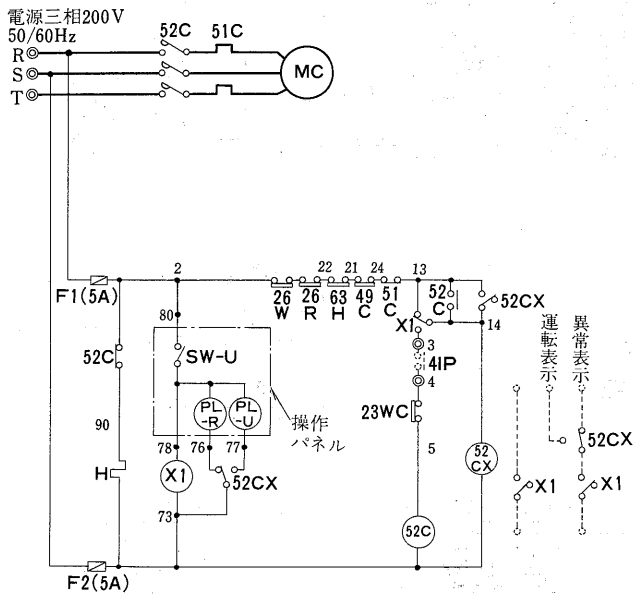 電源三相200V
50/60Hz
R
S
T
52C
51C
MC
F1(5A)
2
22
21
24
13
26
W
26
R
63
H
49
C
51
C
52
C
52CX
X1
14
80
SW-U
52C
PL
-R
PL
-U
操作
パネル
90
H
78
76
77
X1
52CX
73
3
41P
4
23WC
5
52C
52
CX
運転表示
異常表示
52CX
X1
X1
F2(5A)